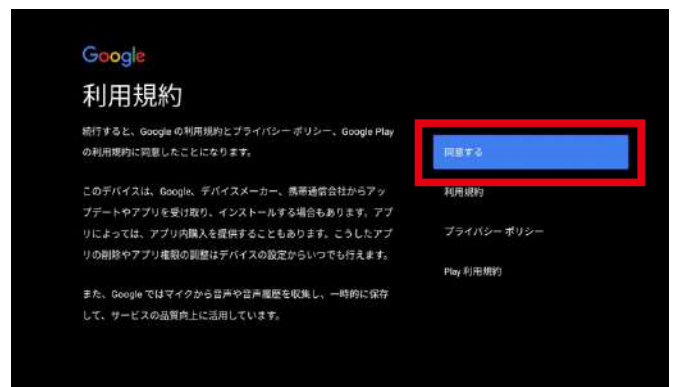 Google
利用規約
続行すると、Google の利用規約とプライバシー ポリシー、Google Play
の利用規約に同意したことになります。
このデバイスは、Google、デバイスメーカー、携帯通信会社からアッ
プデートやアプリを受け取り、インストールする場合もあります。アプ
リによっては、アプリ内購入を提供することもあります。こうしたアプ
リの削除やアプリ権限の調整はデバイスの設定からいつでも行えます。
また、Google ではマイクから音声や音声履歴を収集し、一時的に保存
して、サービスの品質向上に活用しています。
同意する
利用規約
プライバシー ポリシー
Play 利用規約